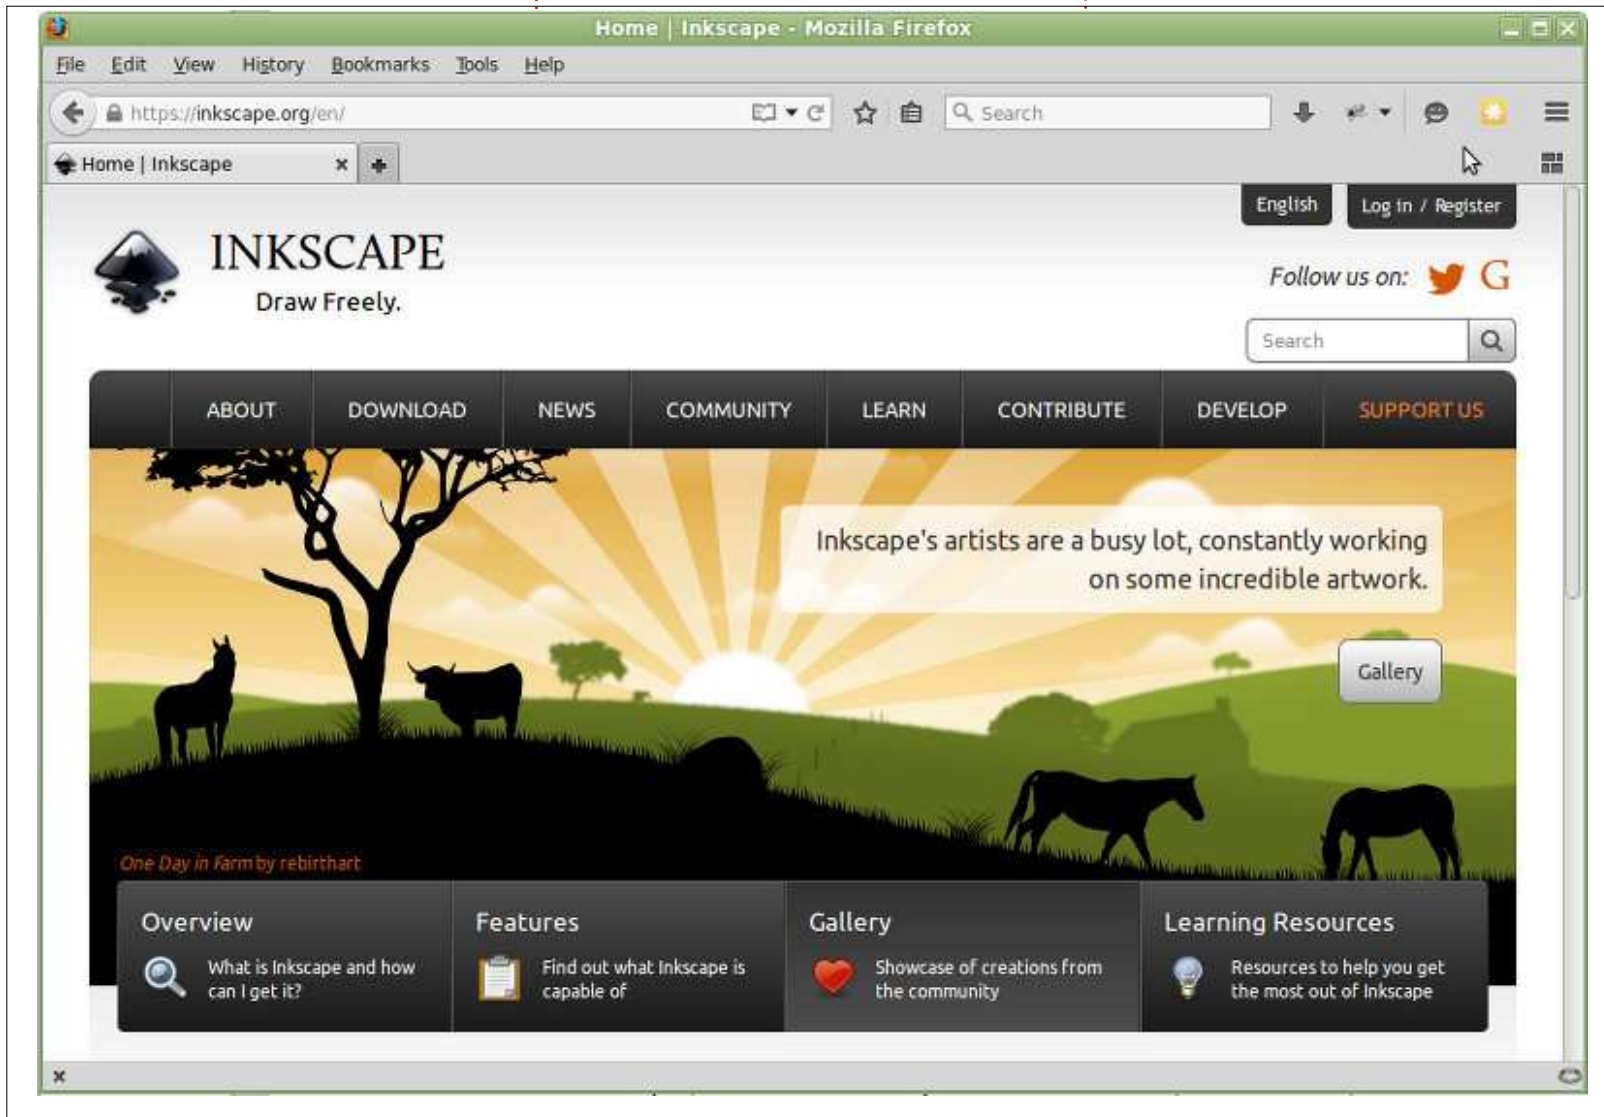 Home | Inkscape - Mozilla Firefox
File Edit View History Bookmarks Tools Help
https://inkscape.org/en/
Search
Home | Inkscape
English
Log in / Register
INKSCAPE
Draw Freely.
Follow us on:
Search
ABOUT DOWNLOAD NEWS COMMUNITY LEARN CONTRIBUTE DEVELOP SUPPORT US
Inkscape's artists are a busy lot, constantly working
on some incredible artwork.
Gallery
One Day in Farm by rebirthart
Overview
What is Inkscape and how
can I get it?
Features
Find out what Inkscape is
capable of
Gallery
Showcase of creations from
the community
Learning Resources
Resources to help you get
the most out of Inkscape